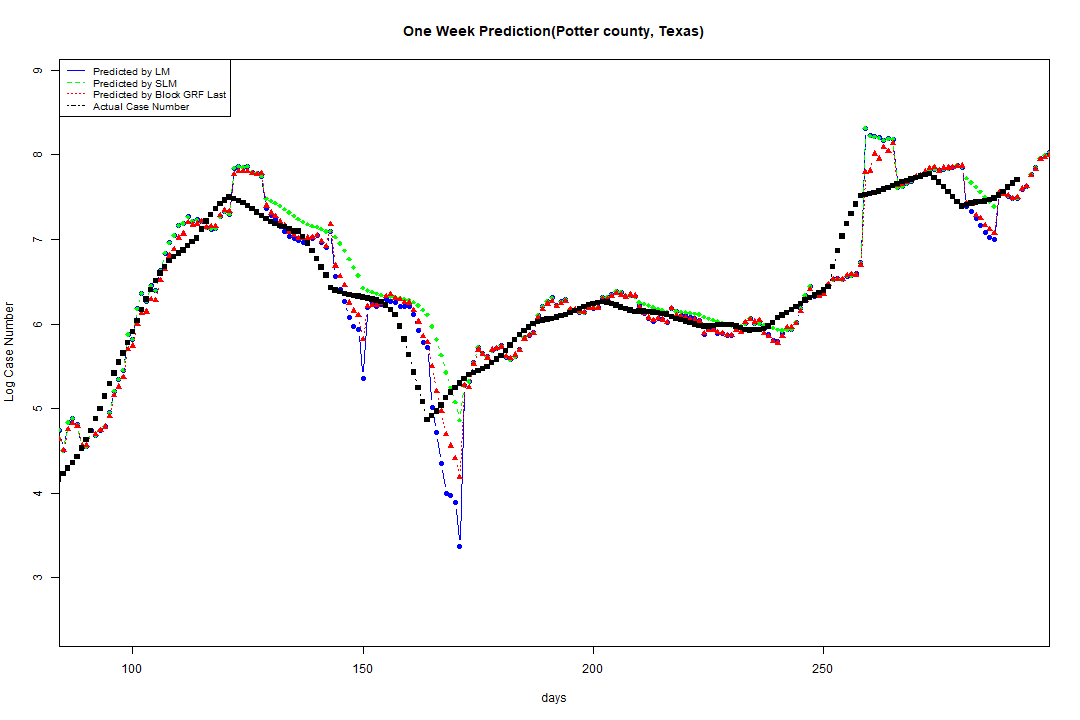 One Week Prediction(Potter county, Texas)
Predicted by LM
Predicted by SLM
Predicted by Block GRF Last
Actual Case Number
9
8
7
6
5
4
3
Log Case Number
100 150 200 250
days